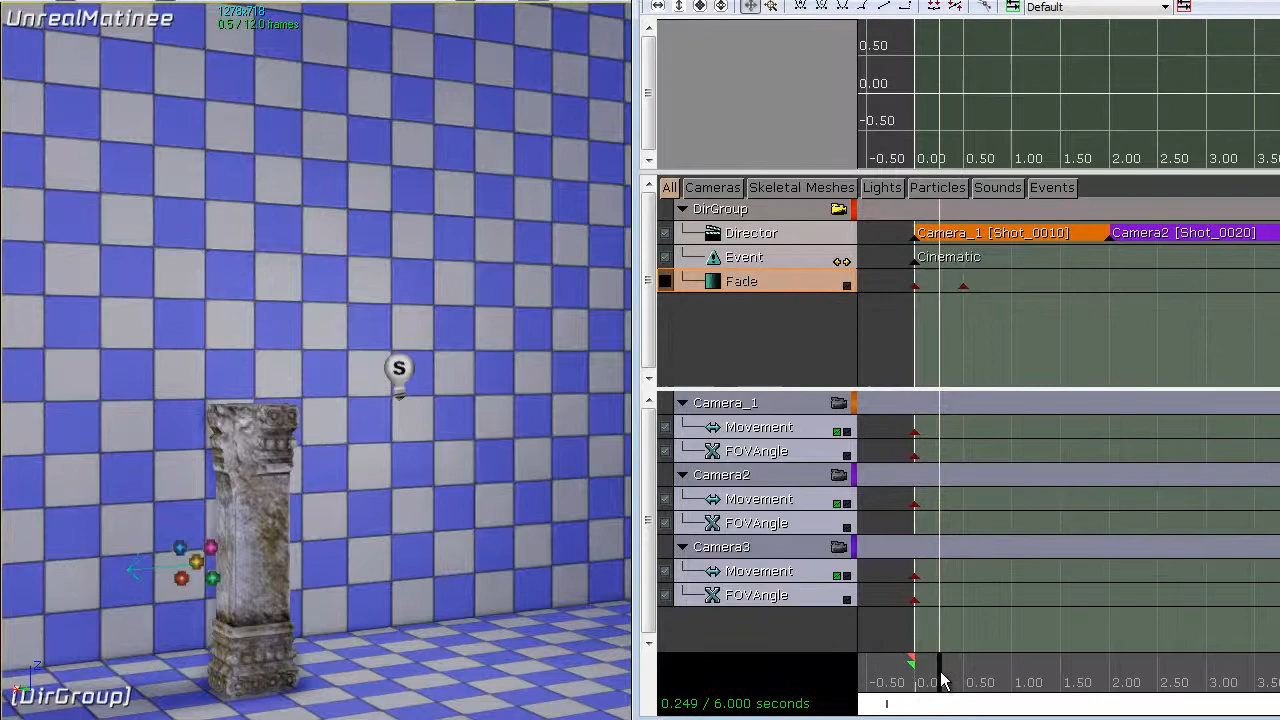 UnrealMatinee
1278x718
0.5 / 12.0 frames
S
Z
[DirGroup]
Default
0.50
0.00
-0.50
-0.50 0.00 0.50 1.00 1.50 2.00 2.50 3.00 3.50
All Cameras Skeletal Meshes Lights Particles Sounds Events
DirGroup
Director Camera_1 [Shot_0010] Camera2 [Shot_0020]
Event Cinematic
Fade
Camera_1
Movement
FOVAngle
Camera2
Movement
FOVAngle
Camera3
Movement
FOVAngle
-0.50 0.50 1.00 1.50 2.00 2.50 3.00 3.50
0.249 / 6.000 seconds